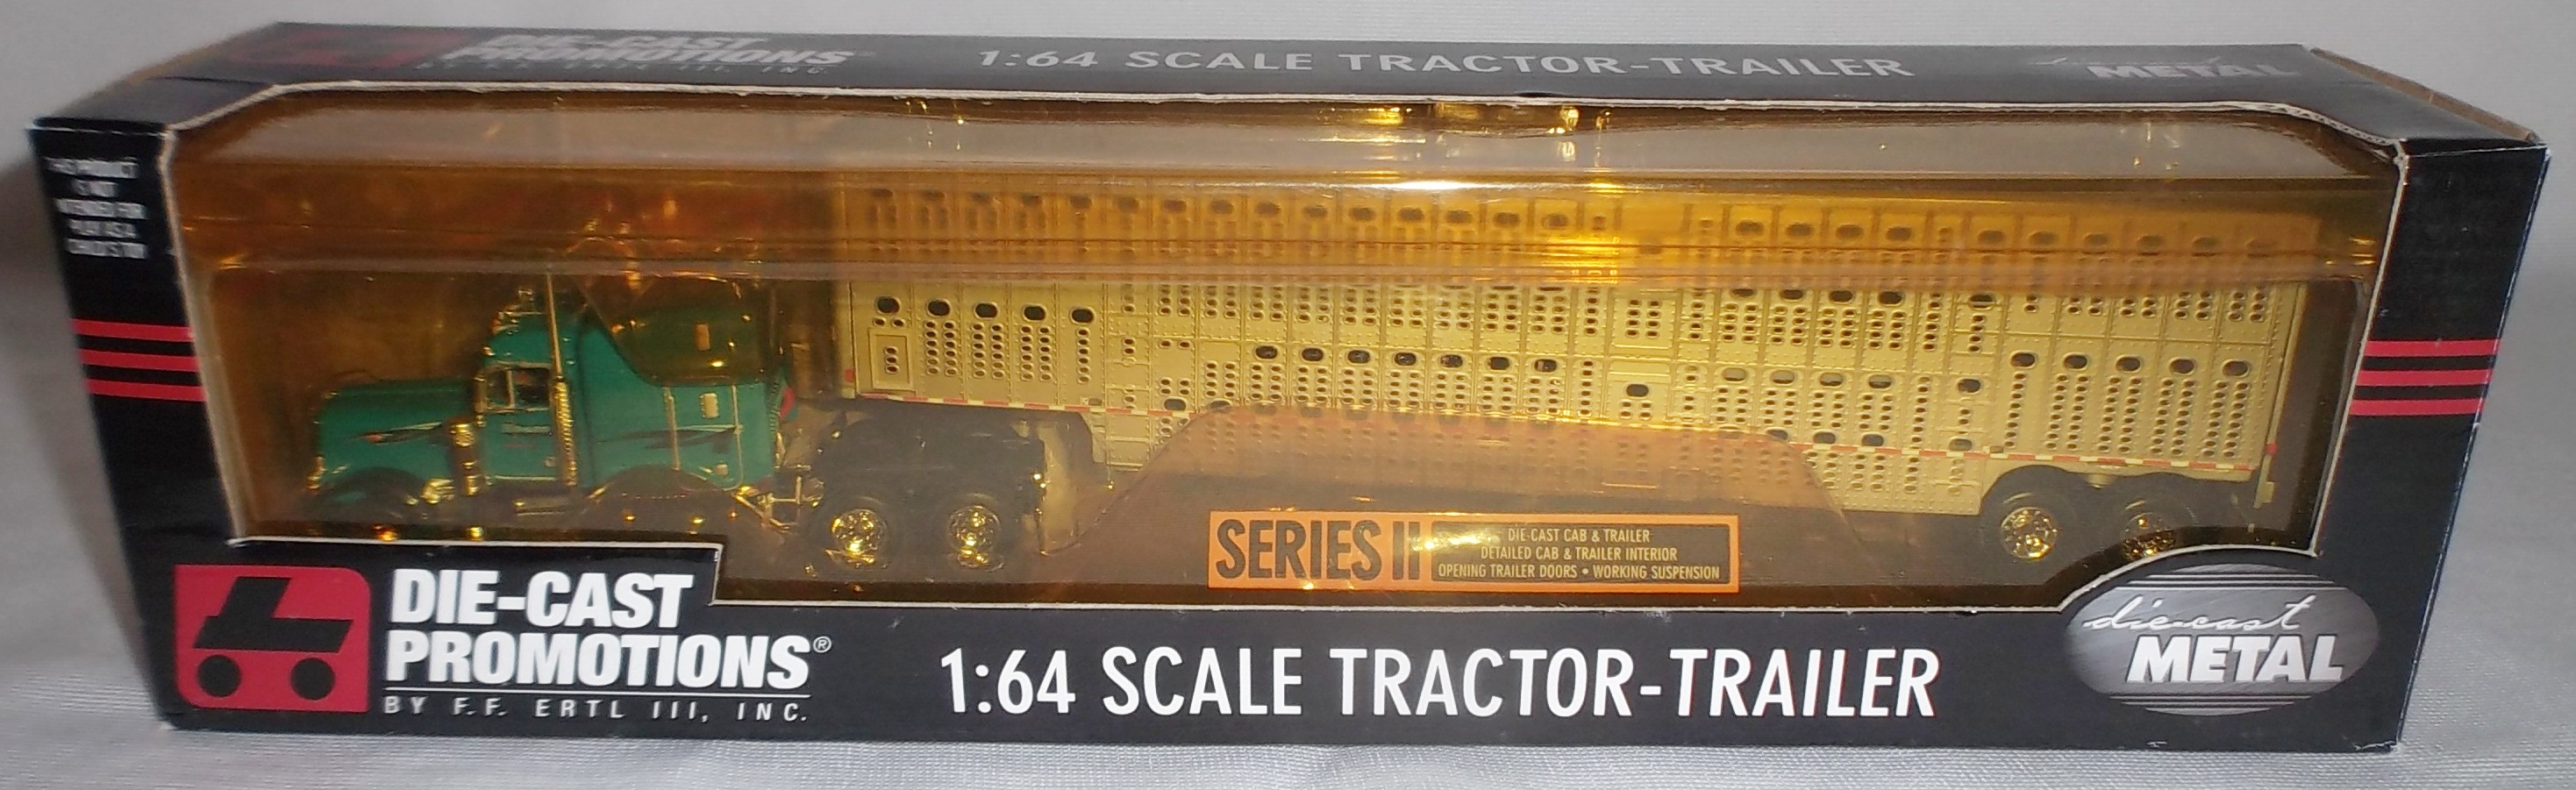 DIE-CAST
PROMOTIONS
1:64 SCALE TRACTOR-TRAILER
METAL
SERIES II
DIE-CAST CAB & TRAILER
DETAILED CAB & TRAILER INTERIOR
OPENING TRAILER DOORS • WORKING SUSPENSION
DIE-CAST
PROMOTIONS®
BY F.F. ERTL III, INC.
1:64 SCALE TRACTOR-TRAILER
die-cast
METAL